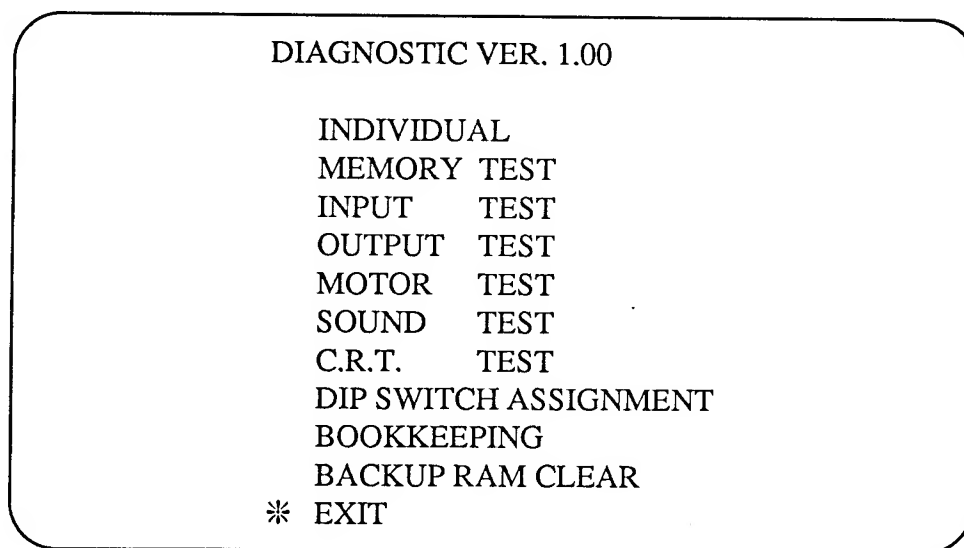 DIAGNOSTIC VER. 1.00
INDIVIDUAL
MEMORY TEST
INPUT TEST
OUTPUT TEST
MOTOR TEST
SOUND TEST
C.R.T. TEST
DIP SWITCH ASSIGNMENT
BOOKKEEPING
BACKUP RAM CLEAR
❊ EXIT